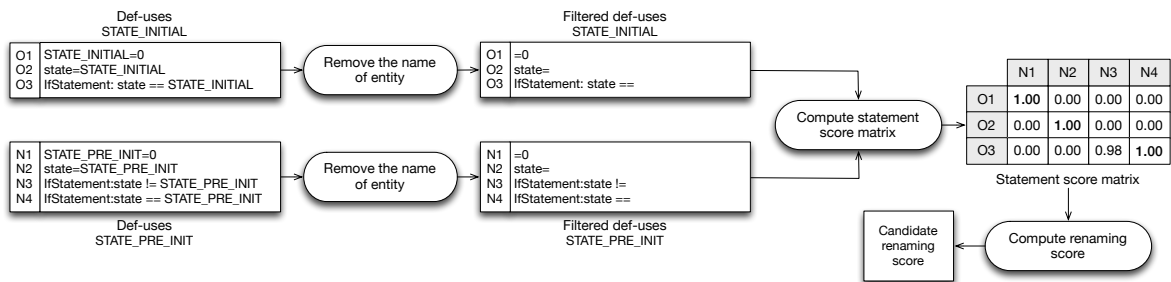 Def-uses
STATE_INITIAL
O1 STATE_INITIAL=0
O2 state=STATE_INITIAL
O3 IfStatement: state == STATE_INITIAL
Remove the name
of entity
Filtered def-uses
STATE_INITIAL
O1 =0
O2 state=
O3 IfStatement: state ==
N1 STATE_PRE_INIT=0
N2 state=STATE_PRE_INIT
N3 IfStatement:state != STATE_PRE_INIT
N4 IfStatement:state == STATE_PRE_INIT
Def-uses
STATE_PRE_INIT
Remove the name
of entity
N1 =0
N2 state=
N3 IfStatement:state !=
N4 IfStatement:state ==
Filtered def-uses
STATE_PRE_INIT
Compute statement
score matrix
N1 N2 N3 N4
O1 1.00 0.00 0.00 0.00
O2 0.00 1.00 0.00 0.00
O3 0.00 0.00 0.98 1.00
Statement score matrix
Compute renaming
score
Candidate
renaming
score